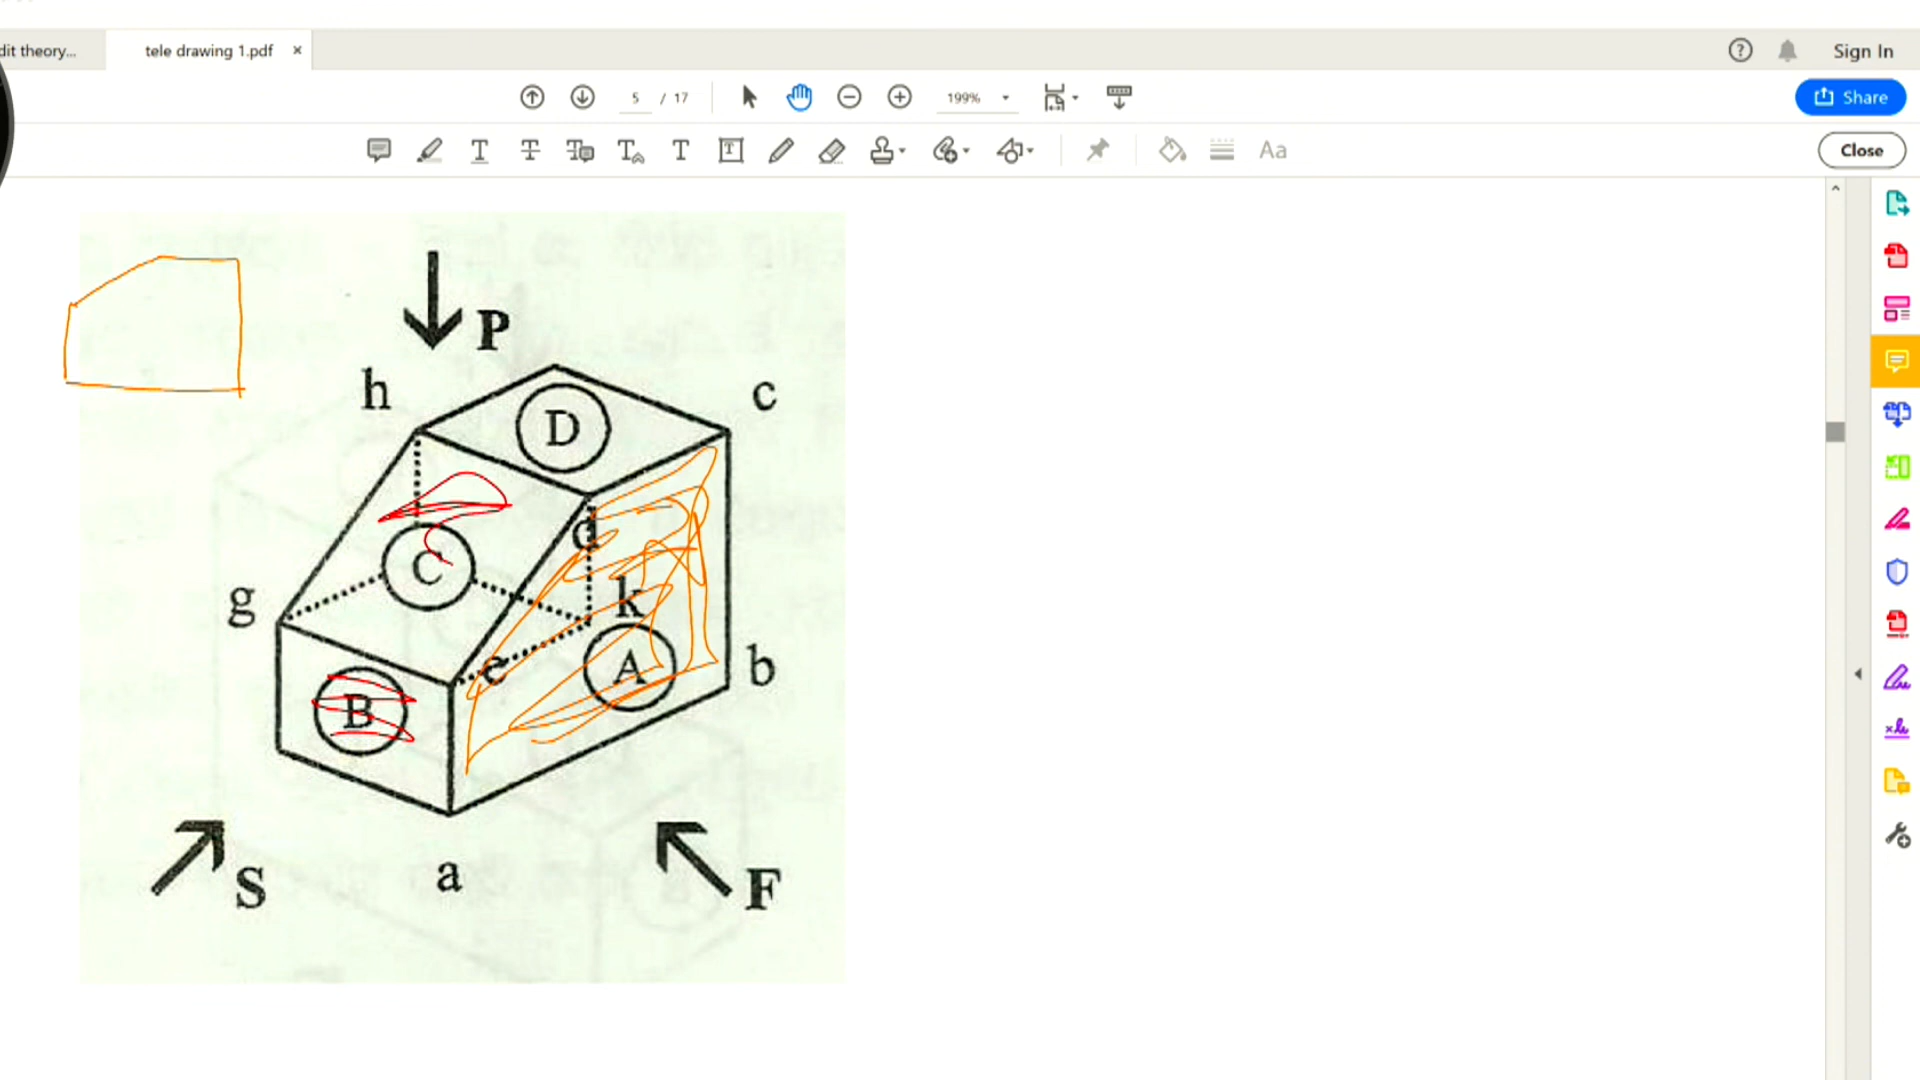 dit theory...
tele drawing 1.pdf
Sign In
5 / 17
199%
Share
Aa
Close
P
h
c
D
d
C
g
k
e
A
b
B
S
a
F